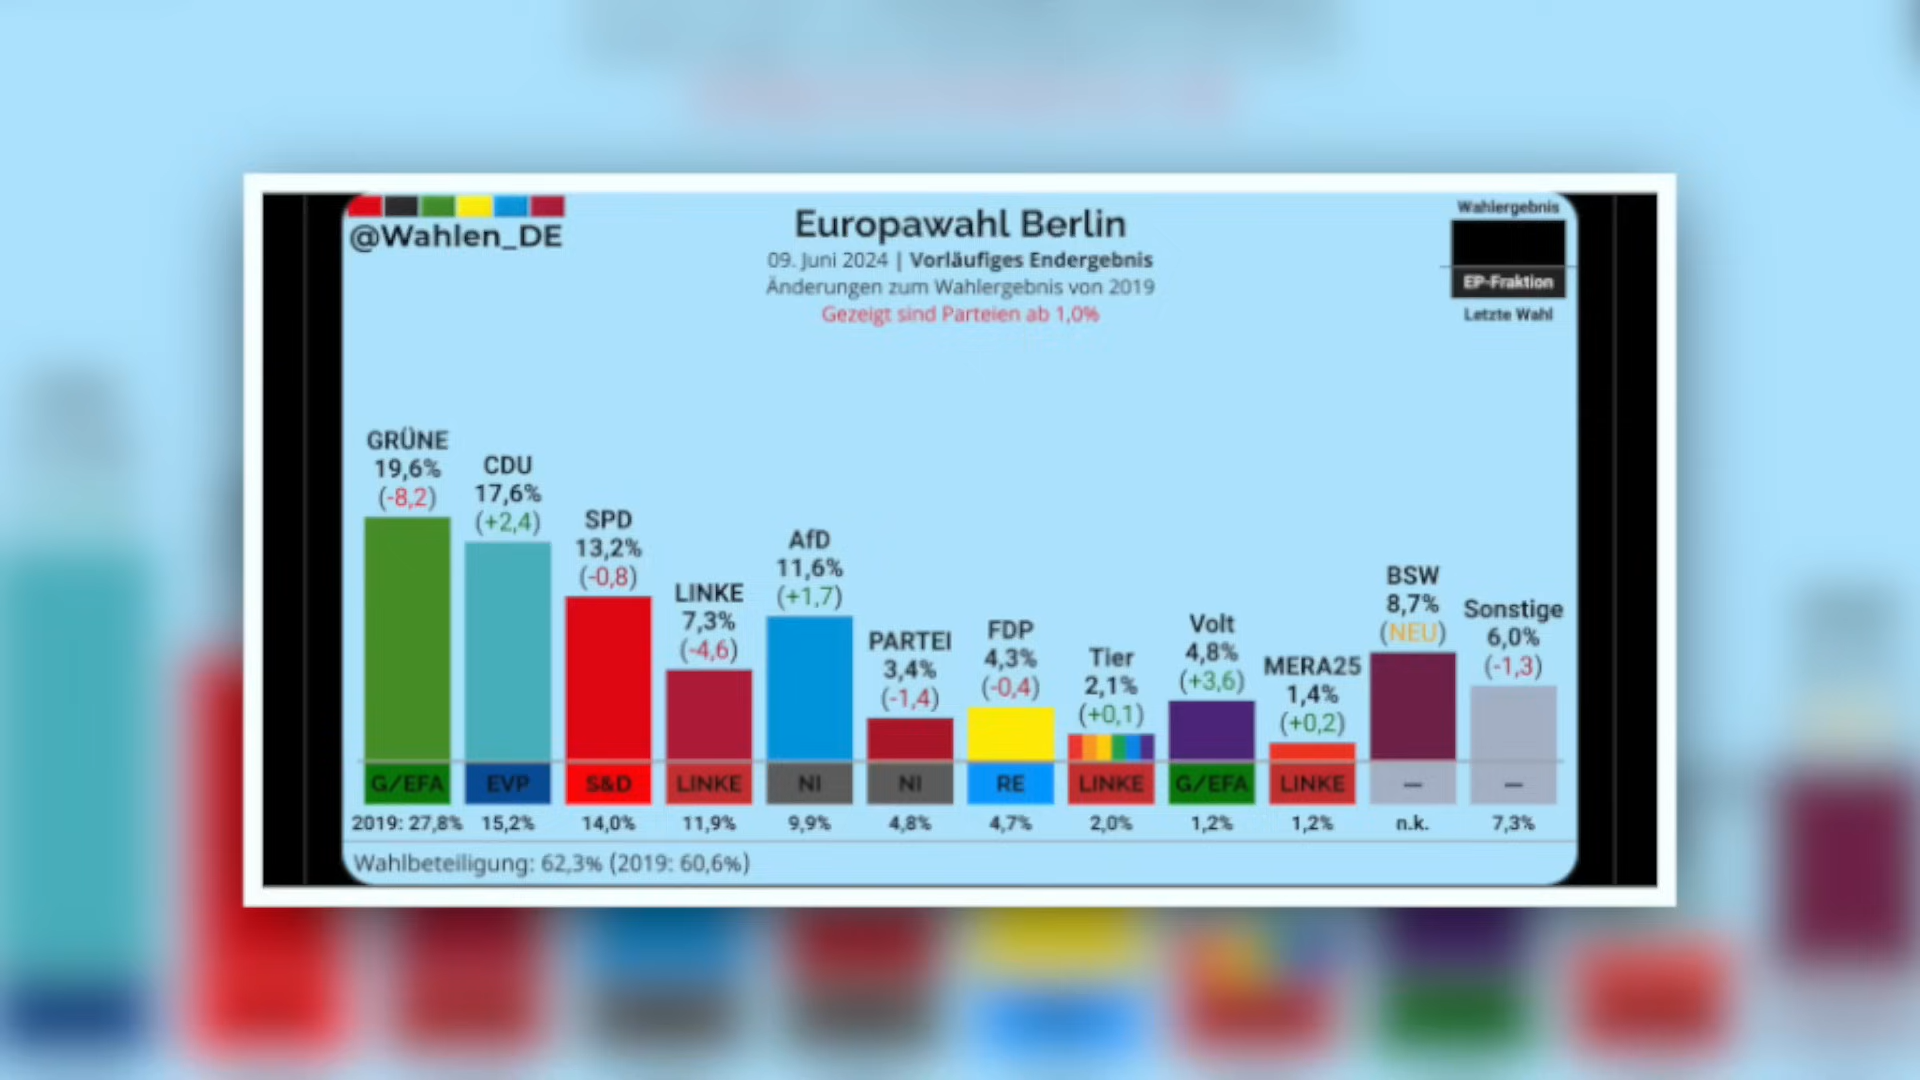 @Wahlen_DE
Europawahl Berlin
09. Juni 2024 | Vorläufiges Endergebnis
Änderungen zum Wahlergebnis von 2019
Gezeigt sind Parteien ab 1,0%
Wahlergebnis
EP-Fraktion
Letzte Wahl
GRÜNE
19,6%
(-8,2)
CDU
17,6%
(+2,4)
SPD
13,2%
(-0,8)
LINKE
7,3%
(-4,6)
AfD
11,6%
(+1,7)
PARTEI
3,4%
(-1,4)
FDP
4,3%
(-0,4)
Tier
2,1%
(+0,1)
Volt
4,8%
(+3,6)
MERA25
1,4%
(+0,2)
BSW
8,7%
(NEU)
Sonstige
6,0%
(-1,3)
G/EFA EVP S&D LINKE NI NI RE LINKE G/EFA LINKE — —
2019: 27,8% 15,2% 14,0% 11,9% 9,9% 4,8% 4,7% 2,0% 1,2% 1,2% n.k. 7,3%
Wahlbeteiligung: 62,3% (2019: 60,6%)